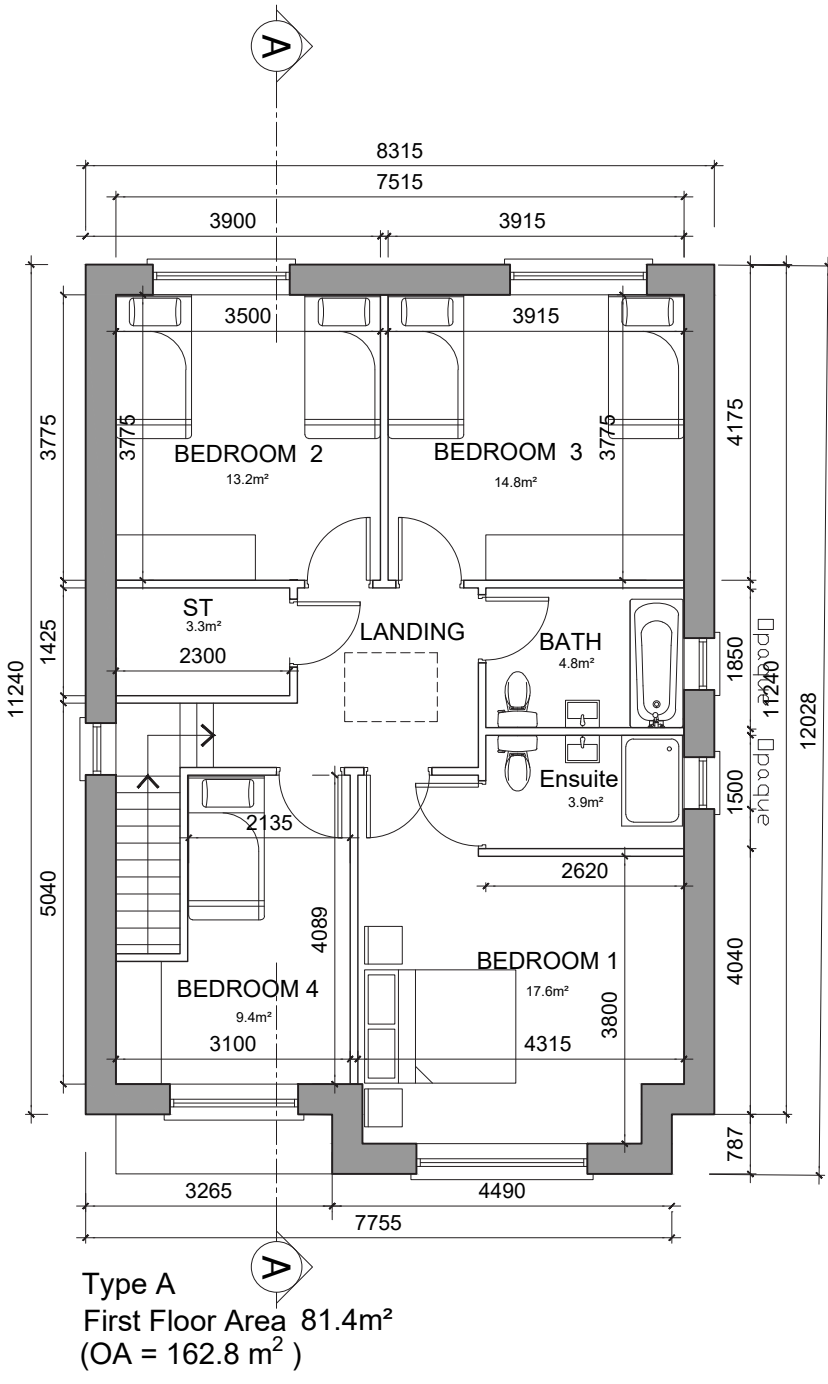 A
8315
7515
3900 3915
3500 3915
3775 3775 3775 4175
BEDROOM 2 BEDROOM 3
13.2m² 14.8m²
ST
3.3m²
2300
1425
LANDING
BATH
4.8m²
1850
Opaque
11240 11240
12028
Ensuite
3.9m²
1500
Opaque
2135
2620
5040
4089
BEDROOM 1
17.6m²
BEDROOM 4
9.4m²
3800
4040
3100 4315
787
3265 4490
7755
A
Type A
First Floor Area 81.4m²
(OA = 162.8 m² )